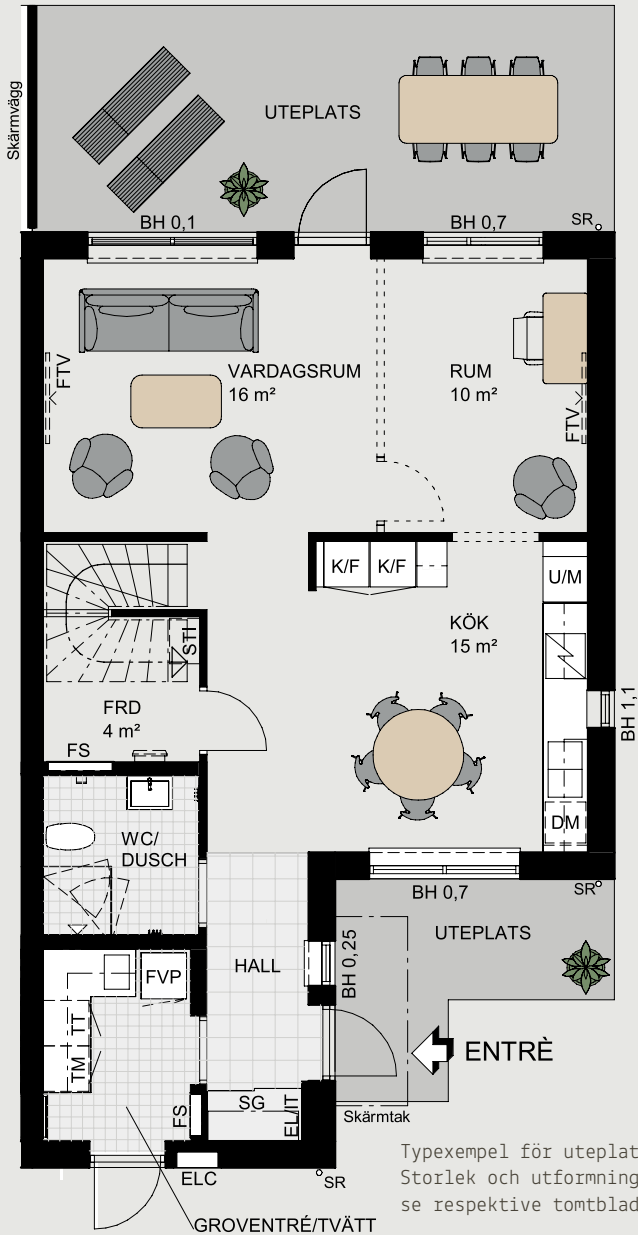 Skärmvägg
UTEPLATS
BH 0,1
BH 0,7
SR
FTV
VARDAGSRUM
16 m²
RUM
10 m²
FTV
K/F
K/F
U/M
KÖK
15 m²
STI
FRD
4 m²
FS
BH 1,1
WC/
DUSCH
DM
BH 0,7
SR
UTEPLATS
HALL
BH 0,25
FVP
TT
TM
ENTRÈ
SG
EL/IT
FS
Skärmtak
ELC
SR
GROVENTRÉ/TVÄTT
Typexempel för uteplat
Storlek och utformning
se respektive tomtblad